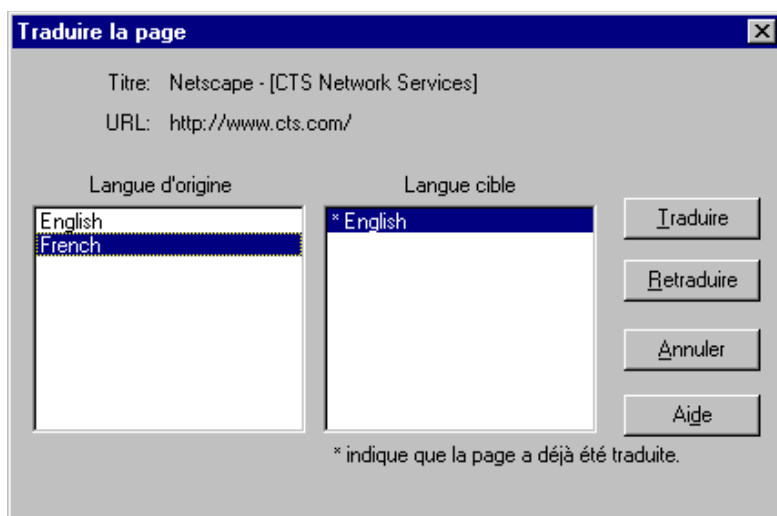 Traduire la page
Titre: Netscape - [CTS Network Services]
URL: http://www.cts.com/
Langue d'origine
English
French
Langue cible
* English
Traduire
Retraduire
Annuler
Aide
* indique que la page a déjà été traduite.